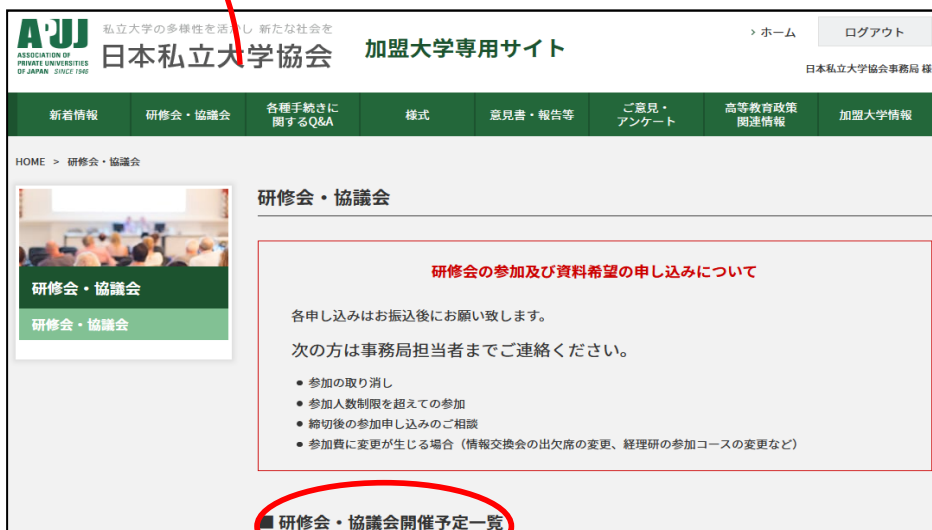 APUJ
ASSOCIATION OF
PRIVATE UNIVERSITIES
OF JAPAN SINCE 1946
私立大学の多様性を活かし 新たな社会を
日本私立大学協会
加盟大学専用サイト
› ホーム
ログアウト
日本私立大学協会事務局 様
新着情報
研修会・協議会
各種手続きに
関するQ&A
様式
意見書・報告等
ご意見・
アンケート
高等教育政策
関連情報
加盟大学情報
HOME > 研修会・協議会
研修会・協議会
研修会・協議会
研修会・協議会
研修会の参加及び資料希望の申し込みについて
各申し込みはお振込後にお願い致します。
次の方は事務局担当者までご連絡ください。
● 参加の取り消し
● 参加人数制限を超えての参加
● 締切後の参加申し込みのご相談
● 参加費に変更が生じる場合（情報交換会の出欠席の変更、経理研の参加コースの変更など）
■ 研修会・協議会開催予定一覧